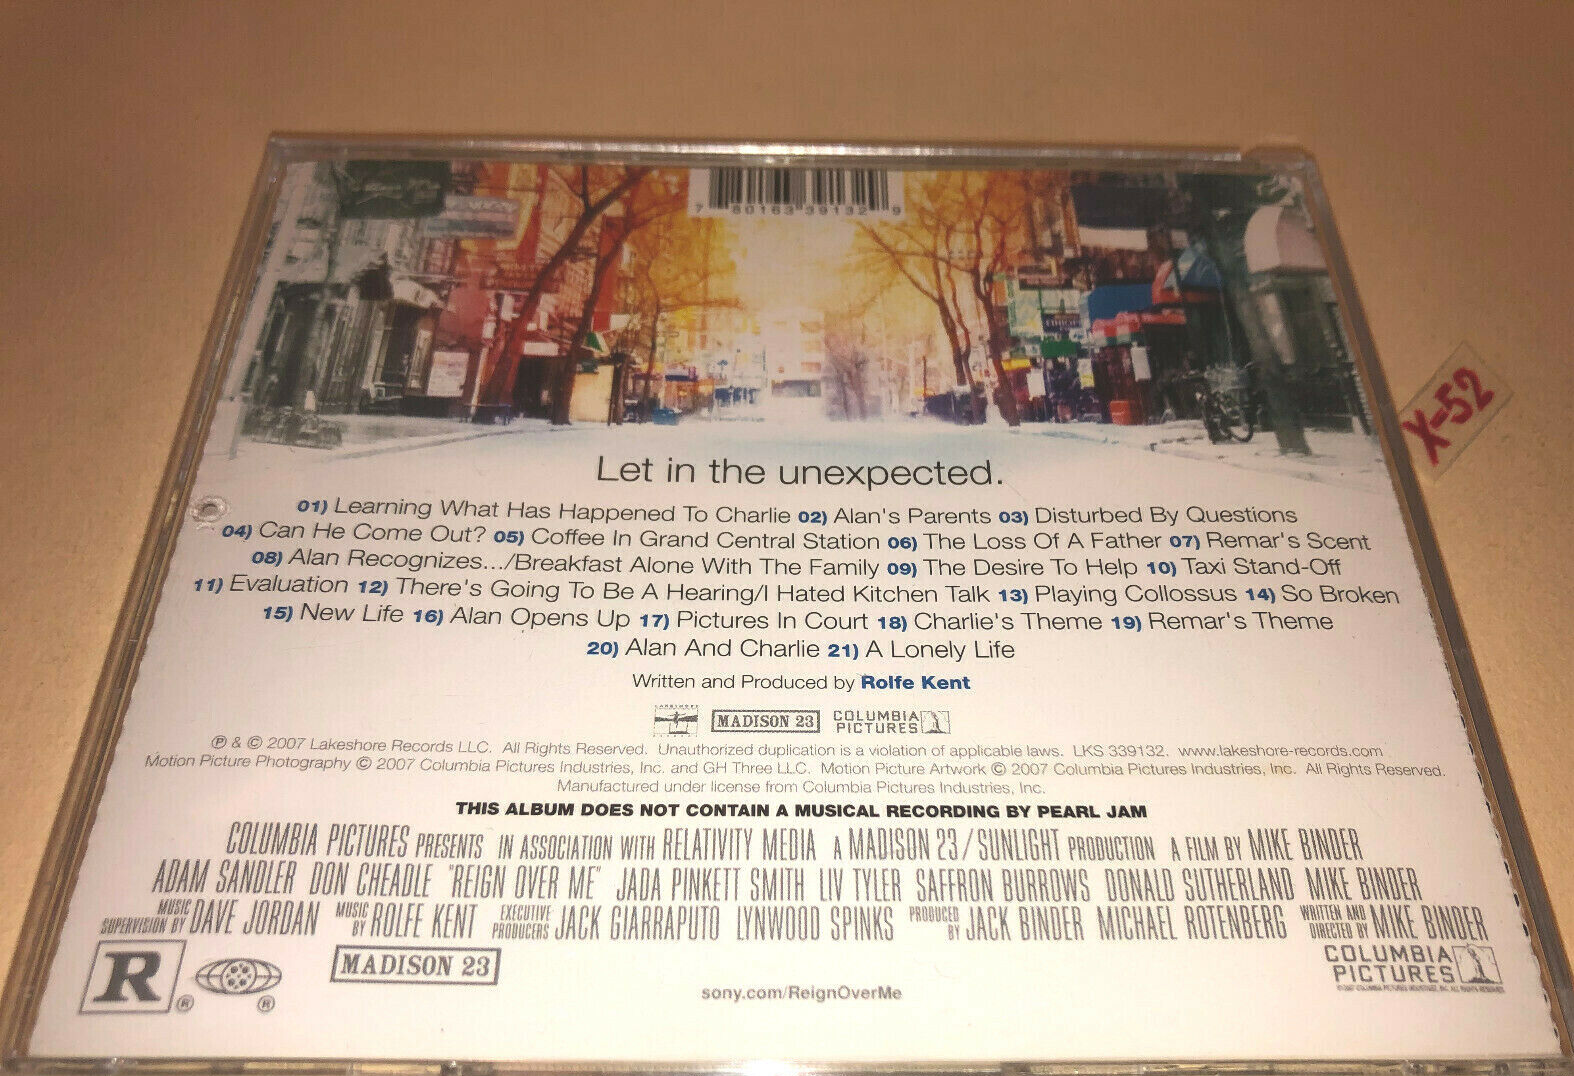 7 80163 39132 9
X-52
Let in the unexpected.
01) Learning What Has Happened To Charlie 02) Alan's Parents 03) Disturbed By Questions
04) Can He Come Out? 05) Coffee In Grand Central Station 06) The Loss Of A Father 07) Remar's Scent
08) Alan Recognizes.../Breakfast Alone With The Family 09) The Desire To Help 10) Taxi Stand-Off
11) Evaluation 12) There's Going To Be A Hearing/I Hated Kitchen Talk 13) Playing Collossus 14) So Broken
15) New Life 16) Alan Opens Up 17) Pictures In Court 18) Charlie's Theme 19) Remar's Theme
20) Alan And Charlie 21) A Lonely Life
Written and Produced by Rolfe Kent
MADISON 23 COLUMBIA PICTURES
℗ & © 2007 Lakeshore Records LLC. All Rights Reserved. Unauthorized duplication is a violation of applicable laws. LKS 339132. www.lakeshore-records.com
Motion Picture Photography © 2007 Columbia Pictures Industries, Inc. and GH Three LLC. Motion Picture Artwork © 2007 Columbia Pictures Industries, Inc. All Rights Reserved.
Manufactured under license from Columbia Pictures Industries, Inc.
THIS ALBUM DOES NOT CONTAIN A MUSICAL RECORDING BY PEARL JAM
COLUMBIA PICTURES PRESENTS IN ASSOCIATION WITH RELATIVITY MEDIA A MADISON 23/SUNLIGHT PRODUCTION A FILM BY MIKE BINDER
ADAM SANDLER DON CHEADLE "REIGN OVER ME" JADA PINKETT SMITH LIV TYLER SAFFRON BURROWS DONALD SUTHERLAND MIKE BINDER
MUSIC SUPERVISION BY DAVE JORDAN MUSIC BY ROLFE KENT EXECUTIVE PRODUCERS JACK GIARRAPUTO LYNWOOD SPINKS PRODUCED BY JACK BINDER MICHAEL ROTENBERG WRITTEN AND DIRECTED BY MIKE BINDER
R ® ® MADISON 23
sony.com/ReignOverMe
COLUMBIA PICTURES